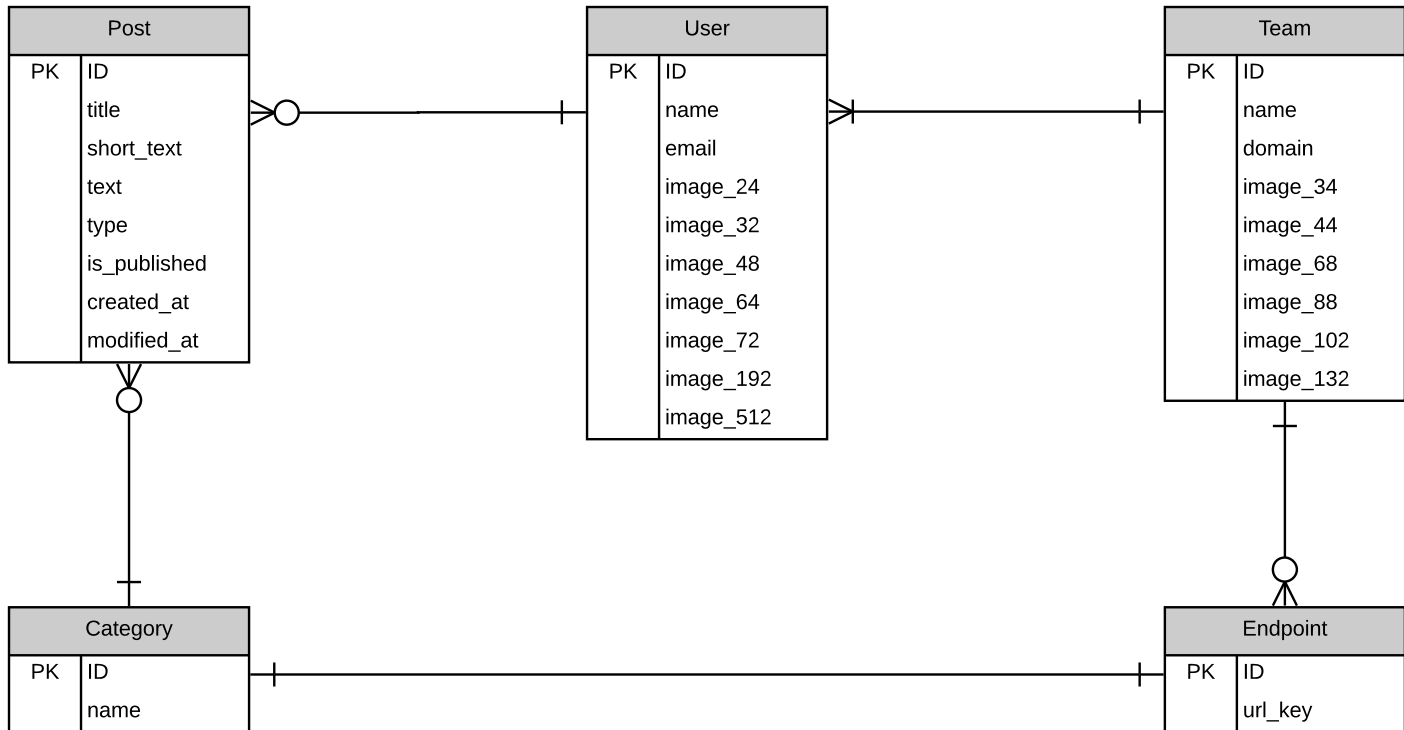 Post
PK ID
title
short_text
text
type
is_published
created_at
modified_at
User
PK ID
name
email
image_24
image_32
image_48
image_64
image_72
image_192
image_512
Team
PK ID
name
domain
image_34
image_44
image_68
image_88
image_102
image_132
Category
PK ID
name
Endpoint
PK ID
url_key